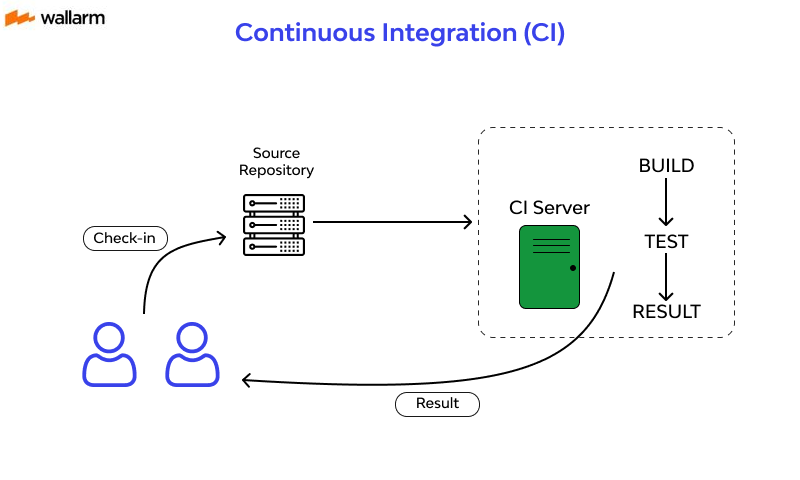 wallarm
Continuous Integration (CI)
Source
Repository
BUILD
CI Server
Check-in
TEST
RESULT
Result